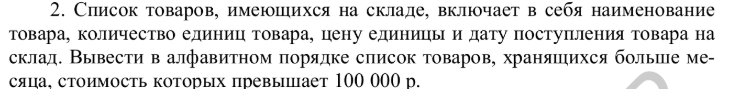 2. Список товаров, имеющихся на складе, включает в себя наименование
товара, количество единиц товара, цену единицы и дату поступления товара на
склад. Вывести в алфавитном порядке список товаров, хранящихся больше ме-
сяца, стоимость которых превышает 100 000 р.